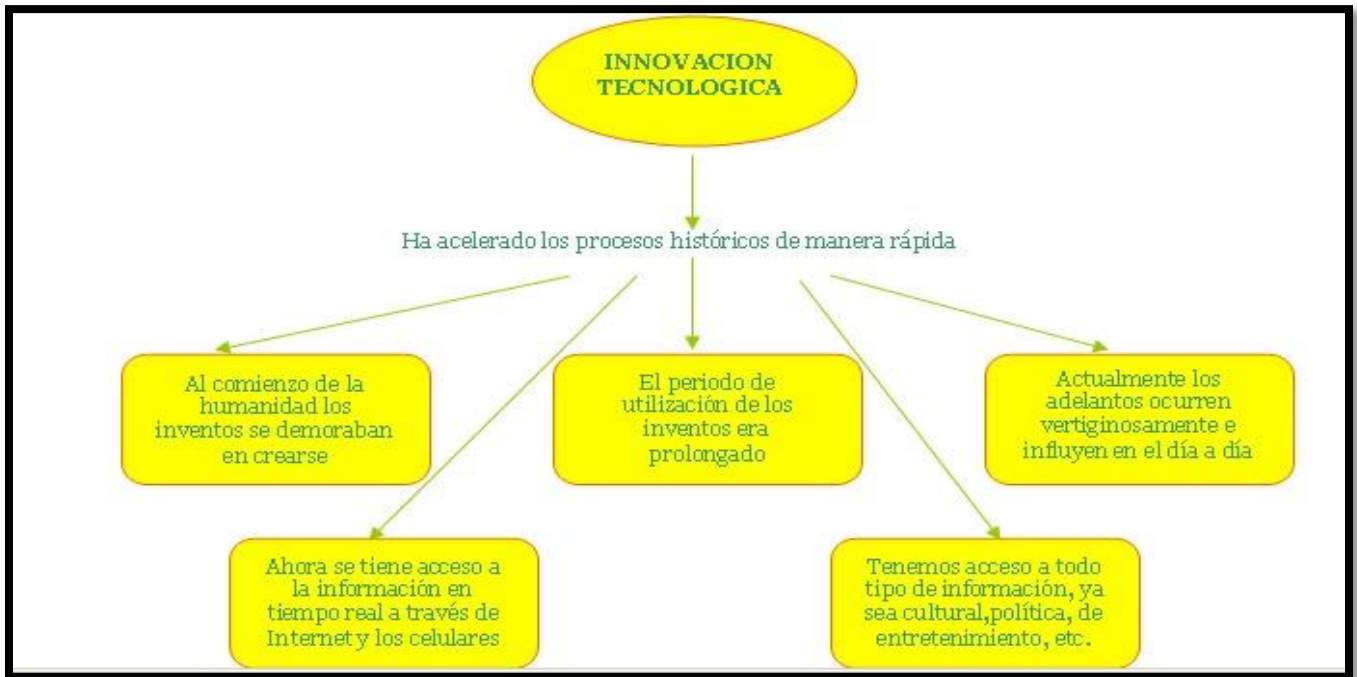 INNOVACION
TECNOLOGICA
Ha acelerado los procesos históricos de manera rápida
Al comienzo de la
humanidad los
inventos se demoraban
en crearse
El periodo de
utilización de los
inventos era
prolongado
Actualmente los
adelantos ocurren
vertiginosamente e
influyen en el día a día
Ahora se tiene acceso a
la información en
tiempo real a través de
Internet y los celulares
Tenemos acceso a todo
tipo de información, ya
sea cultural,política, de
entretenimiento, etc.